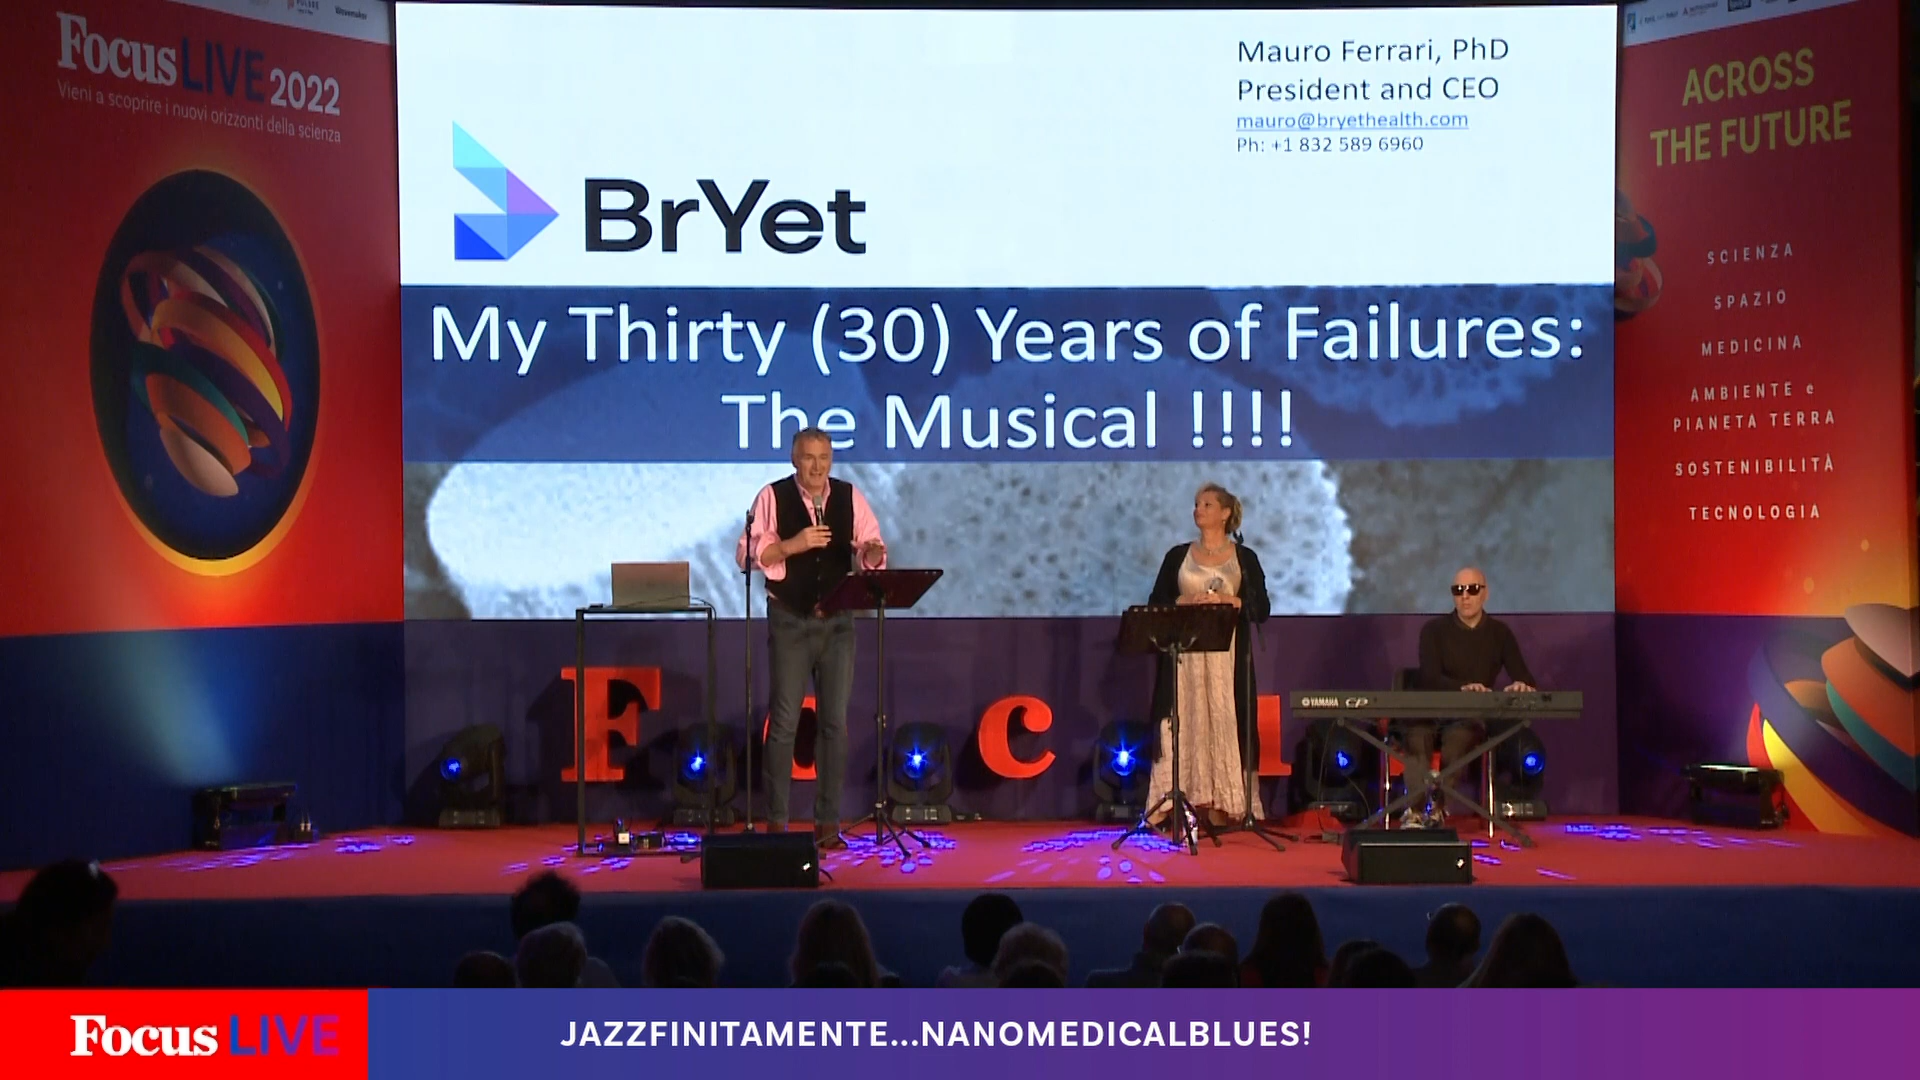 Focus LIVE 2022
Vieni a scoprire i nuovi orizzonti della scienza
Mauro Ferrari, PhD
President and CEO
mauro@bryethealth.com
Ph: +1 832 589 6960
BrYet
My Thirty (30) Years of Failures:
The Musical !!!!
ACROSS
THE FUTURE
SCIENZA
SPAZIO
MEDICINA
AMBIENTE e
PIANETA TERRA
SOSTENIBILITÀ
TECNOLOGIA
F c
YAMAHA CP
Focus LIVE
JAZZFINITAMENTE...NANOMEDICALBLUES!